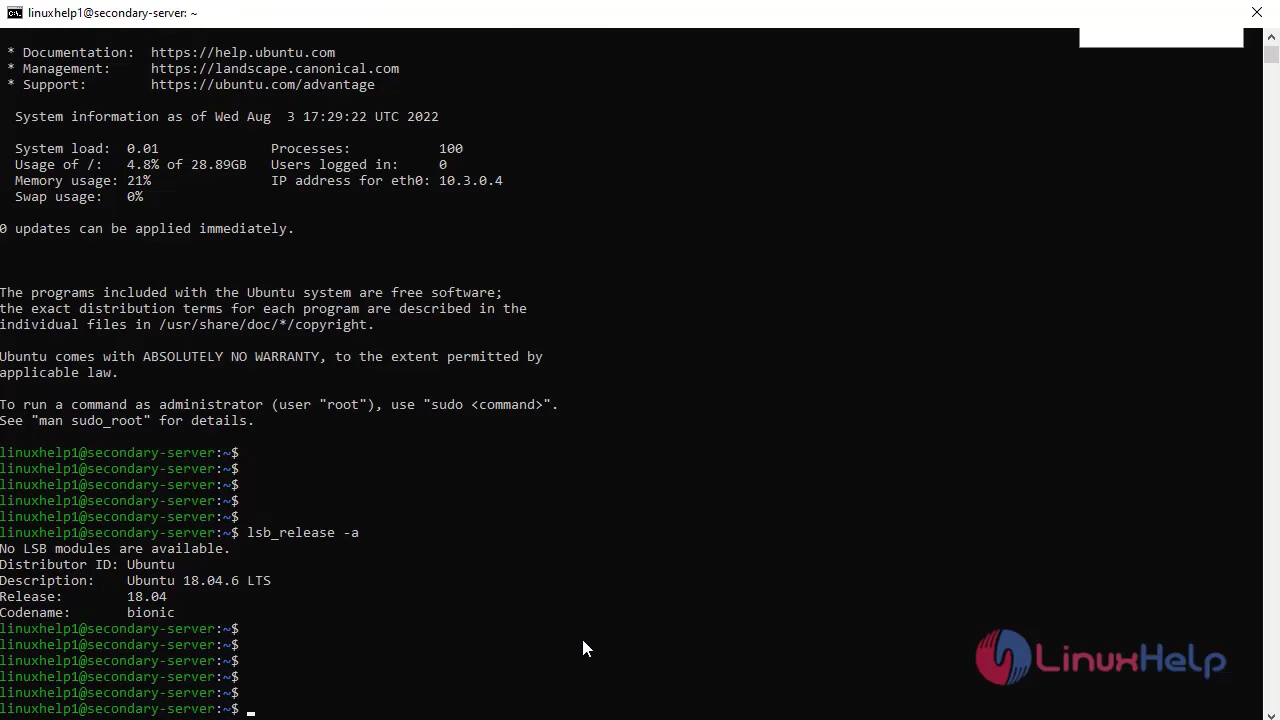 linuxhelp1@secondary-server: ~
* Documentation:  https://help.ubuntu.com
* Management:     https://landscape.canonical.com
* Support:        https://ubuntu.com/advantage
System information as of Wed Aug  3 17:29:22 UTC 2022
System load:  0.01              Processes:           100
Usage of /:   4.8% of 28.89GB   Users logged in:     0
Memory usage: 21%               IP address for eth0: 10.3.0.4
Swap usage:   0%
0 updates can be applied immediately.
The programs included with the Ubuntu system are free software;
the exact distribution terms for each program are described in the
individual files in /usr/share/doc/*/copyright.
Ubuntu comes with ABSOLUTELY NO WARRANTY, to the extent permitted by
applicable law.
To run a command as administrator (user "root"), use "sudo <command>".
See "man sudo_root" for details.
linuxhelp1@secondary-server:~$
linuxhelp1@secondary-server:~$
linuxhelp1@secondary-server:~$
linuxhelp1@secondary-server:~$
linuxhelp1@secondary-server:~$
linuxhelp1@secondary-server:~$ lsb_release -a
No LSB modules are available.
Distributor ID: Ubuntu
Description:    Ubuntu 18.04.6 LTS
Release:        18.04
Codename:       bionic
linuxhelp1@secondary-server:~$
linuxhelp1@secondary-server:~$
linuxhelp1@secondary-server:~$
linuxhelp1@secondary-server:~$
linuxhelp1@secondary-server:~$
linuxhelp1@secondary-server:~$
LinuxHelp